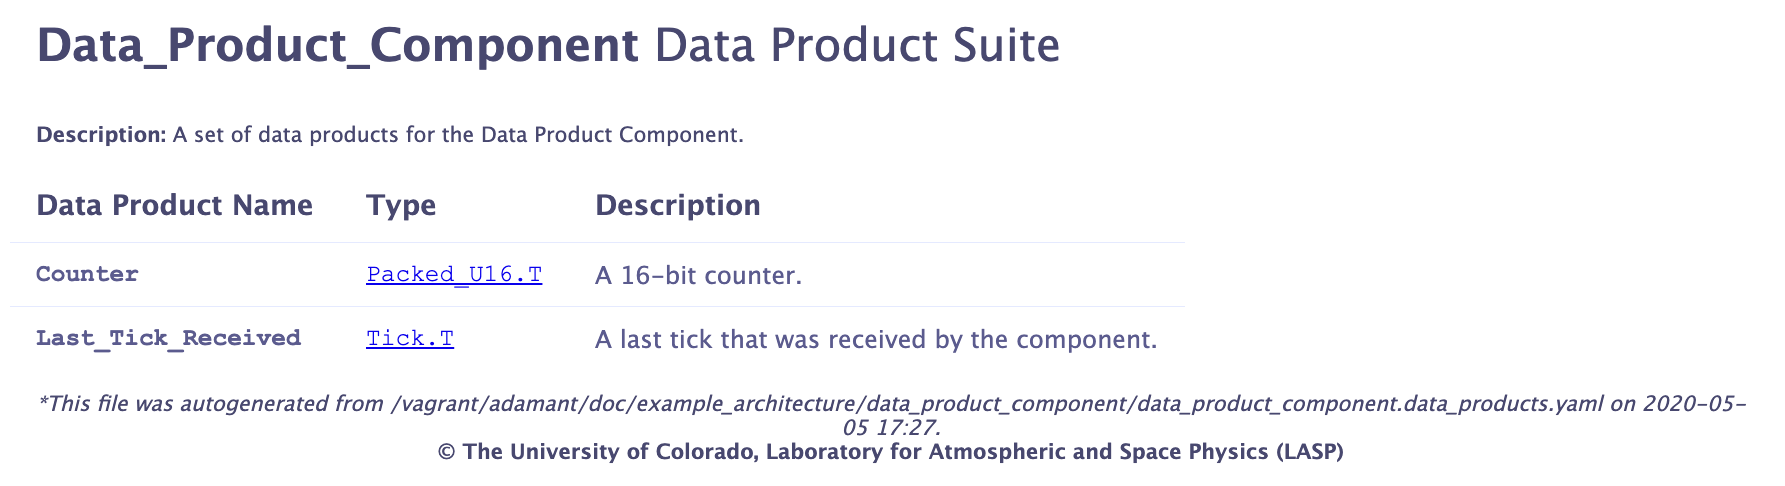 Data_Product_Component Data Product Suite
Description: A set of data products for the Data Product Component.
Data Product Name Type Description
Counter Packed_U16.T A 16-bit counter.
Last_Tick_Received Tick.T A last tick that was received by the component.
*This file was autogenerated from /vagrant/adamant/doc/example_architecture/data_product_component/data_product_component.data_products.yaml on 2020-05-
05 17:27.
© The University of Colorado, Laboratory for Atmospheric and Space Physics (LASP)